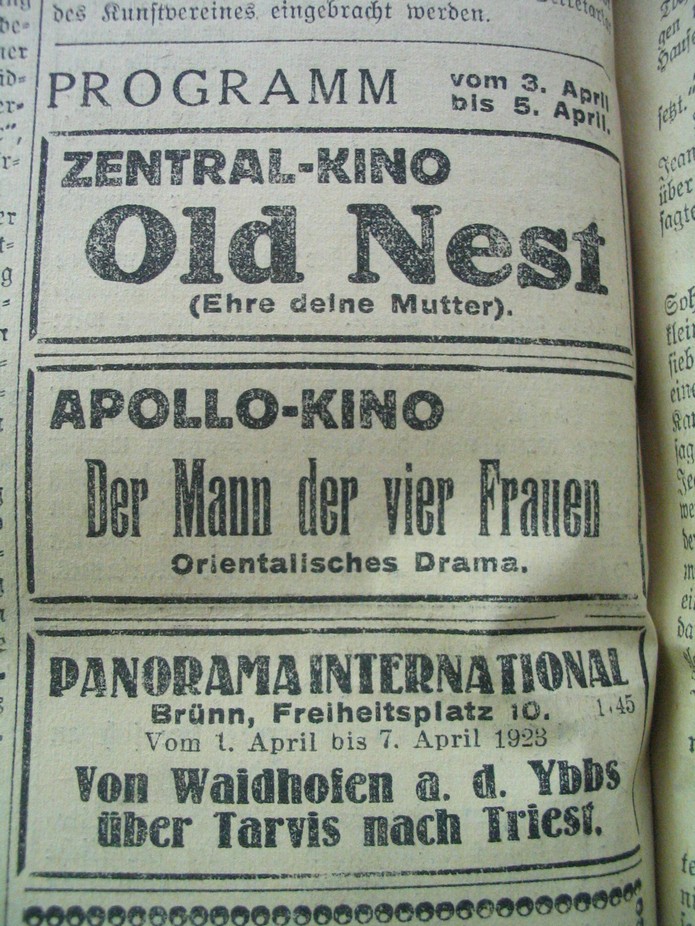 des Kunstvereines eingebracht werden.
PROGRAMM
vom 3. April
bis 5. April.
ZENTRAL-KINO
Old Nest
(Ehre deine Mutter).
APOLLO-KINO
Der Mann der vier Frauen
Orientalisches Drama.
PANORAMA INTERNATIONAL
Brünn, Freiheitsplatz 10.
1.45
Vom 1. April bis 7. April 1923
Von Waidhofen a. d. Ybbs
über Tarvis nach Triest.